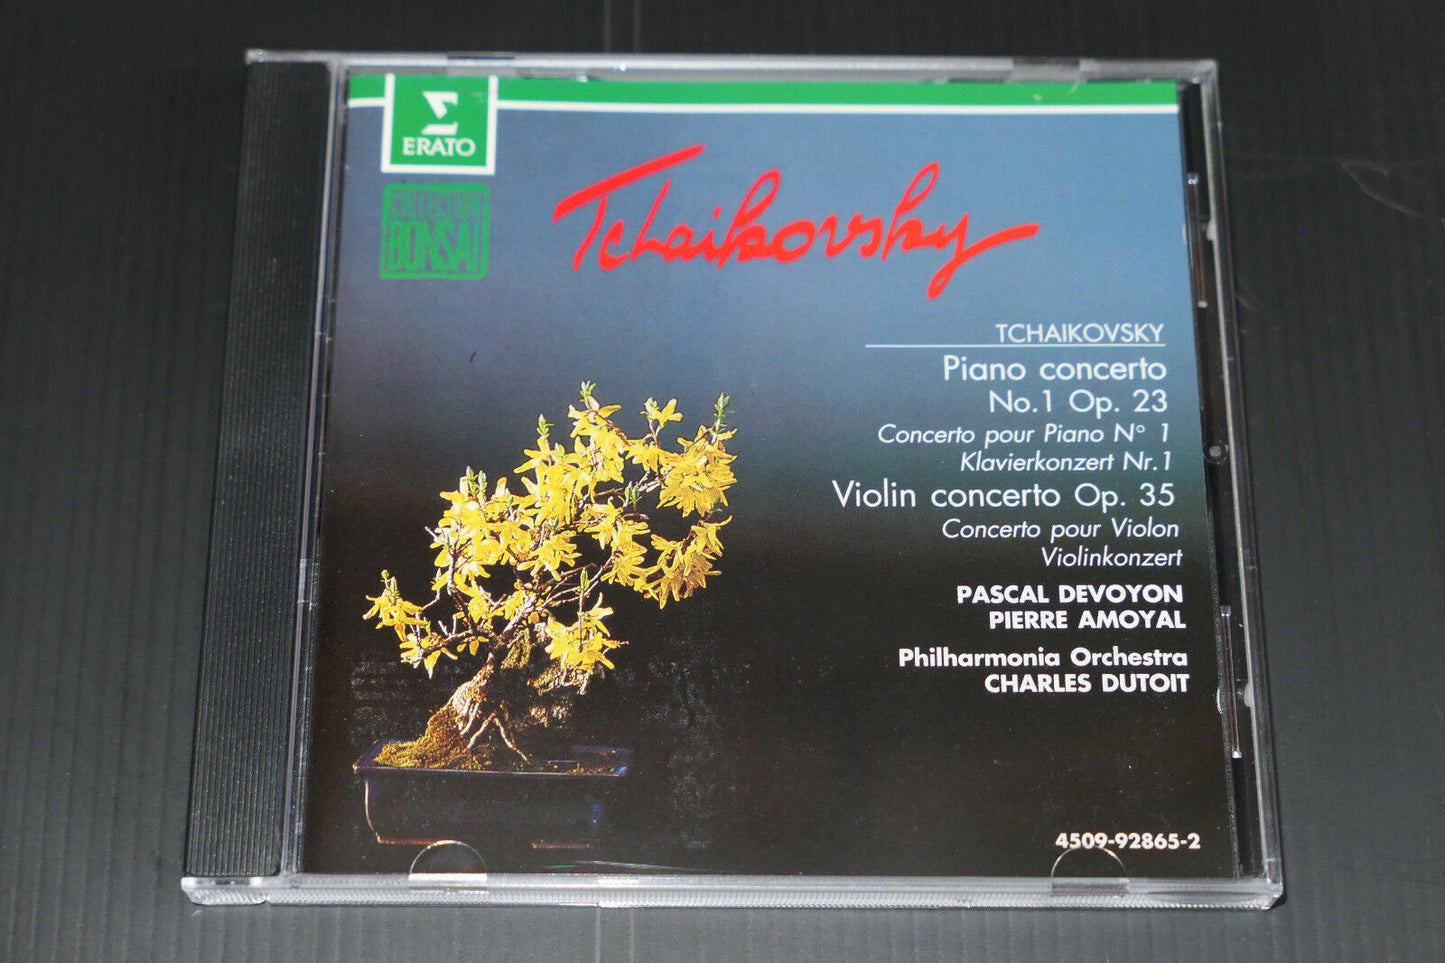 ERATO
BONSAI
Tchaikovsky
TCHAIKOVSKY
Piano concerto
No.1 Op. 23
Concerto pour Piano N° 1
Klavierkonzert Nr.1
Violin concerto Op. 35
Concerto pour Violon
Violinkonzert
PASCAL DEVOYON
PIERRE AMOYAL
Philharmonia Orchestra
CHARLES DUTOIT
4509-92865-2